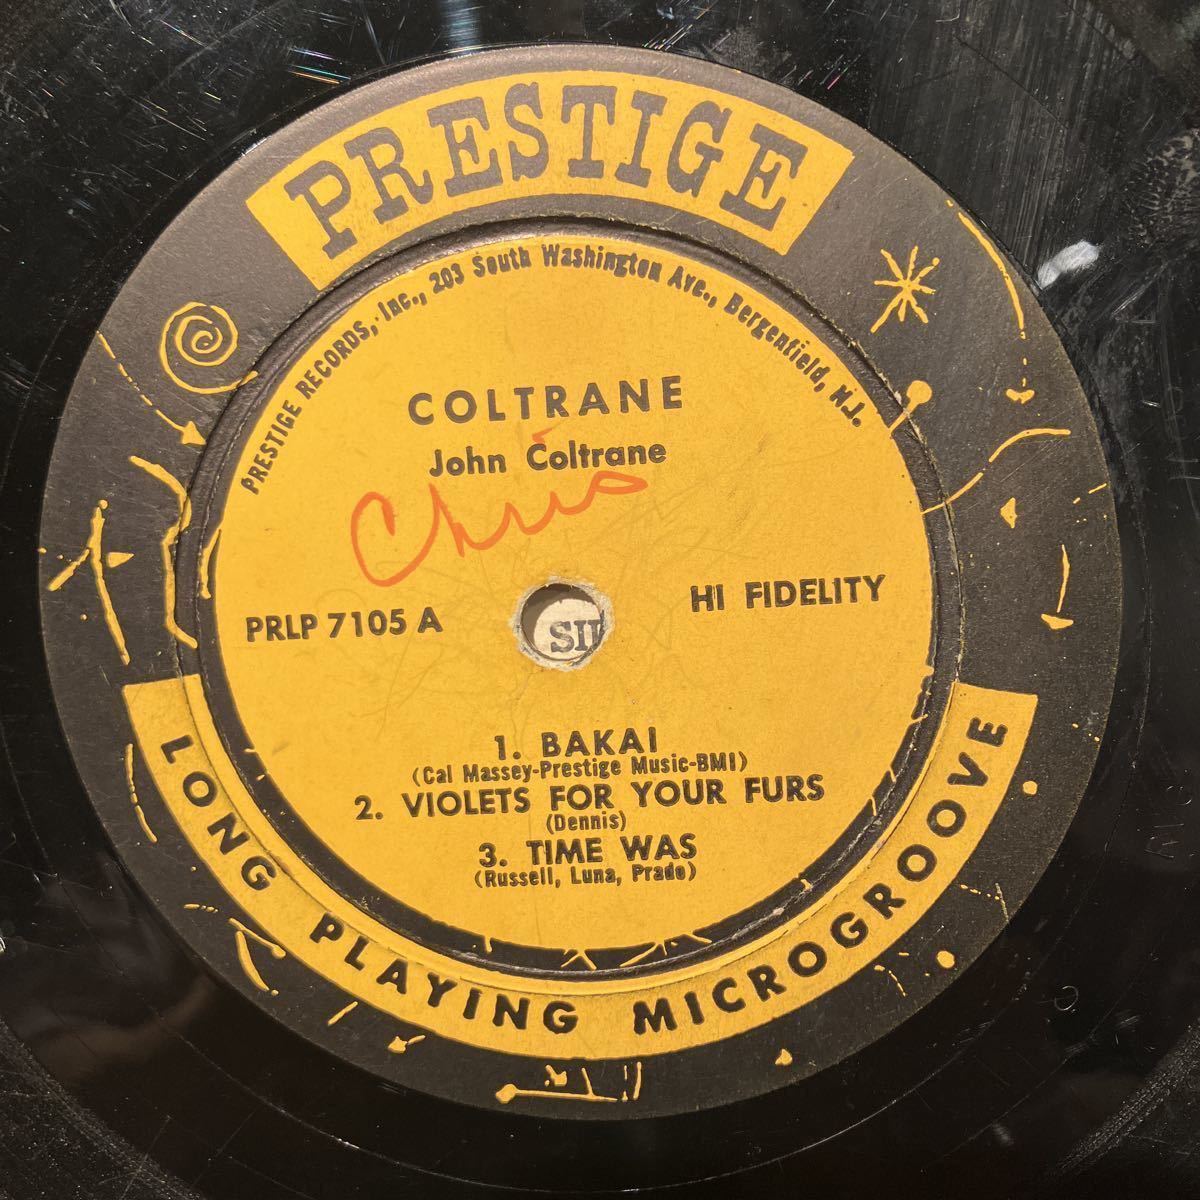 PRESTIGE
PRESTIGE RECORDS, Inc., 203 South Washington Ave., Bergenfield, N.J.
COLTRANE
John Coltrane
Chris
PRLP 7105 A
HI FIDELITY
SII
1. BAKAI
(Cal Massey-Prestige Music-BMI)
2. VIOLETS FOR YOUR FURS
(Dennis)
3. TIME WAS
(Russell, Luna, Prado)
LONG PLAYING MICROGROOVE